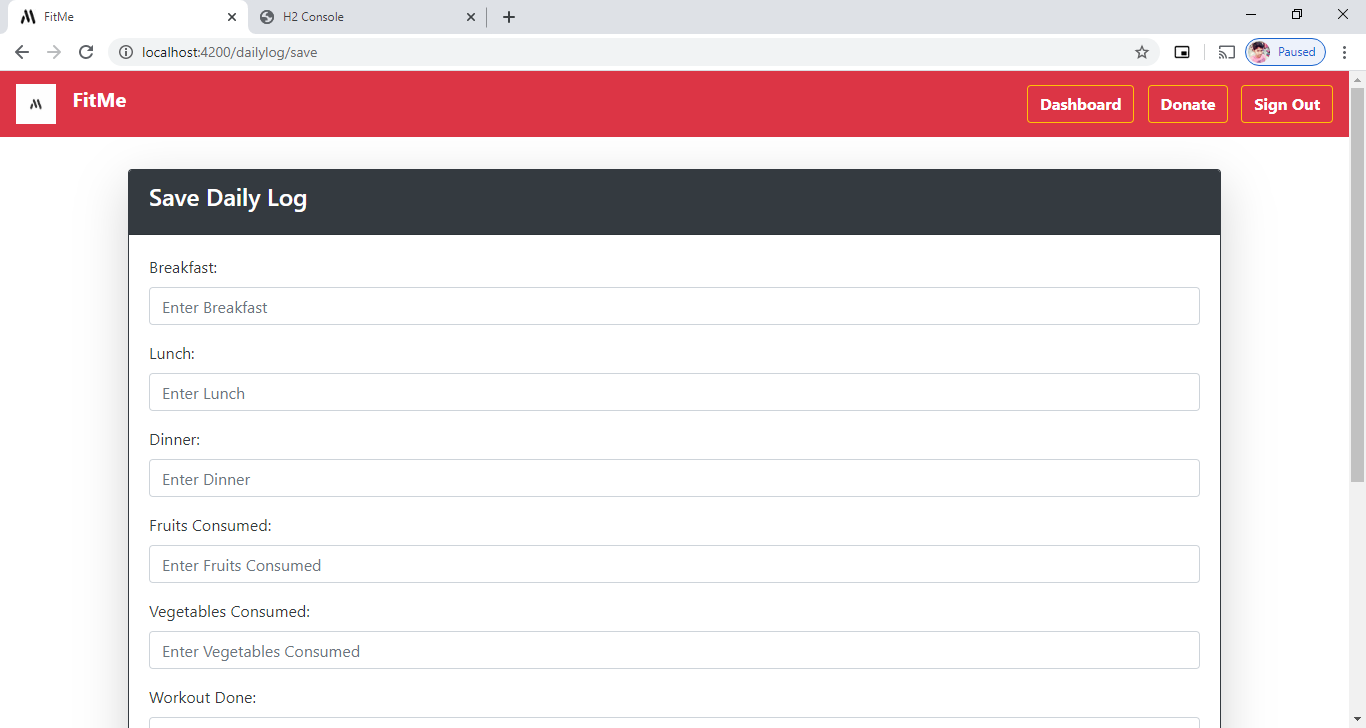 FitMe
H2 Console
localhost:4200/dailylog/save
Paused
FitMe
Dashboard
Donate
Sign Out
Save Daily Log
Breakfast:
Enter Breakfast
Lunch:
Enter Lunch
Dinner:
Enter Dinner
Fruits Consumed:
Enter Fruits Consumed
Vegetables Consumed:
Enter Vegetables Consumed
Workout Done: